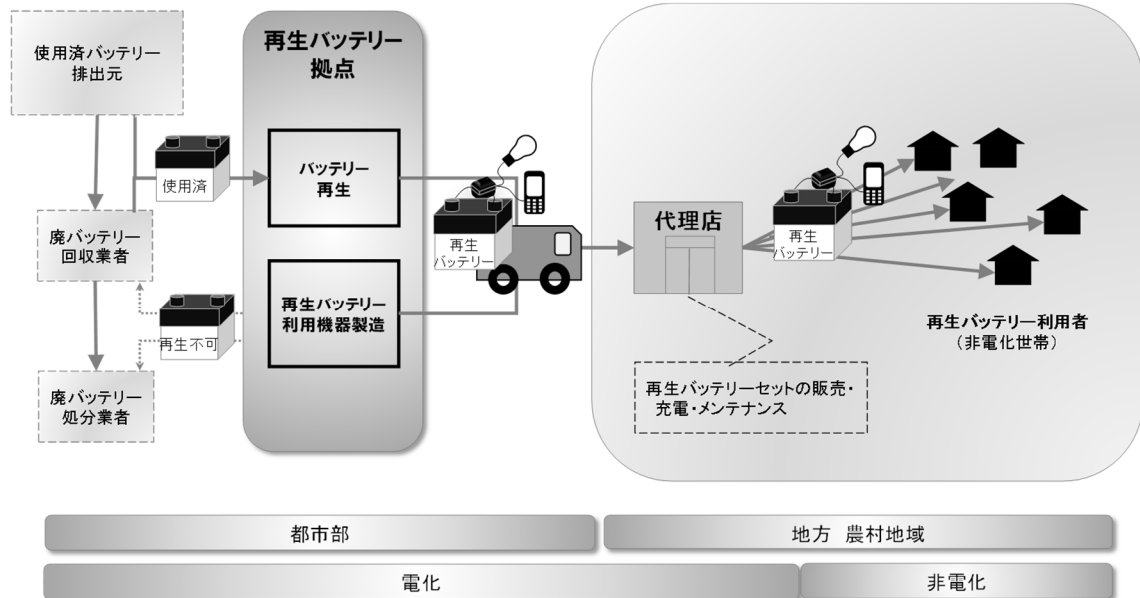 使用済バッテリー
排出元
再生バッテリー
拠点
使用済
バッテリー
再生
廃バッテリー
回収業者
再生不可
再生バッテリー
利用機器製造
廃バッテリー
処分業者
再生
バッテリー
代理店
再生
バッテリー
再生バッテリー利用者
（非電化世帯）
再生バッテリーセットの販売・
充電・メンテナンス
都市部
地方 農村地域
電化
非電化